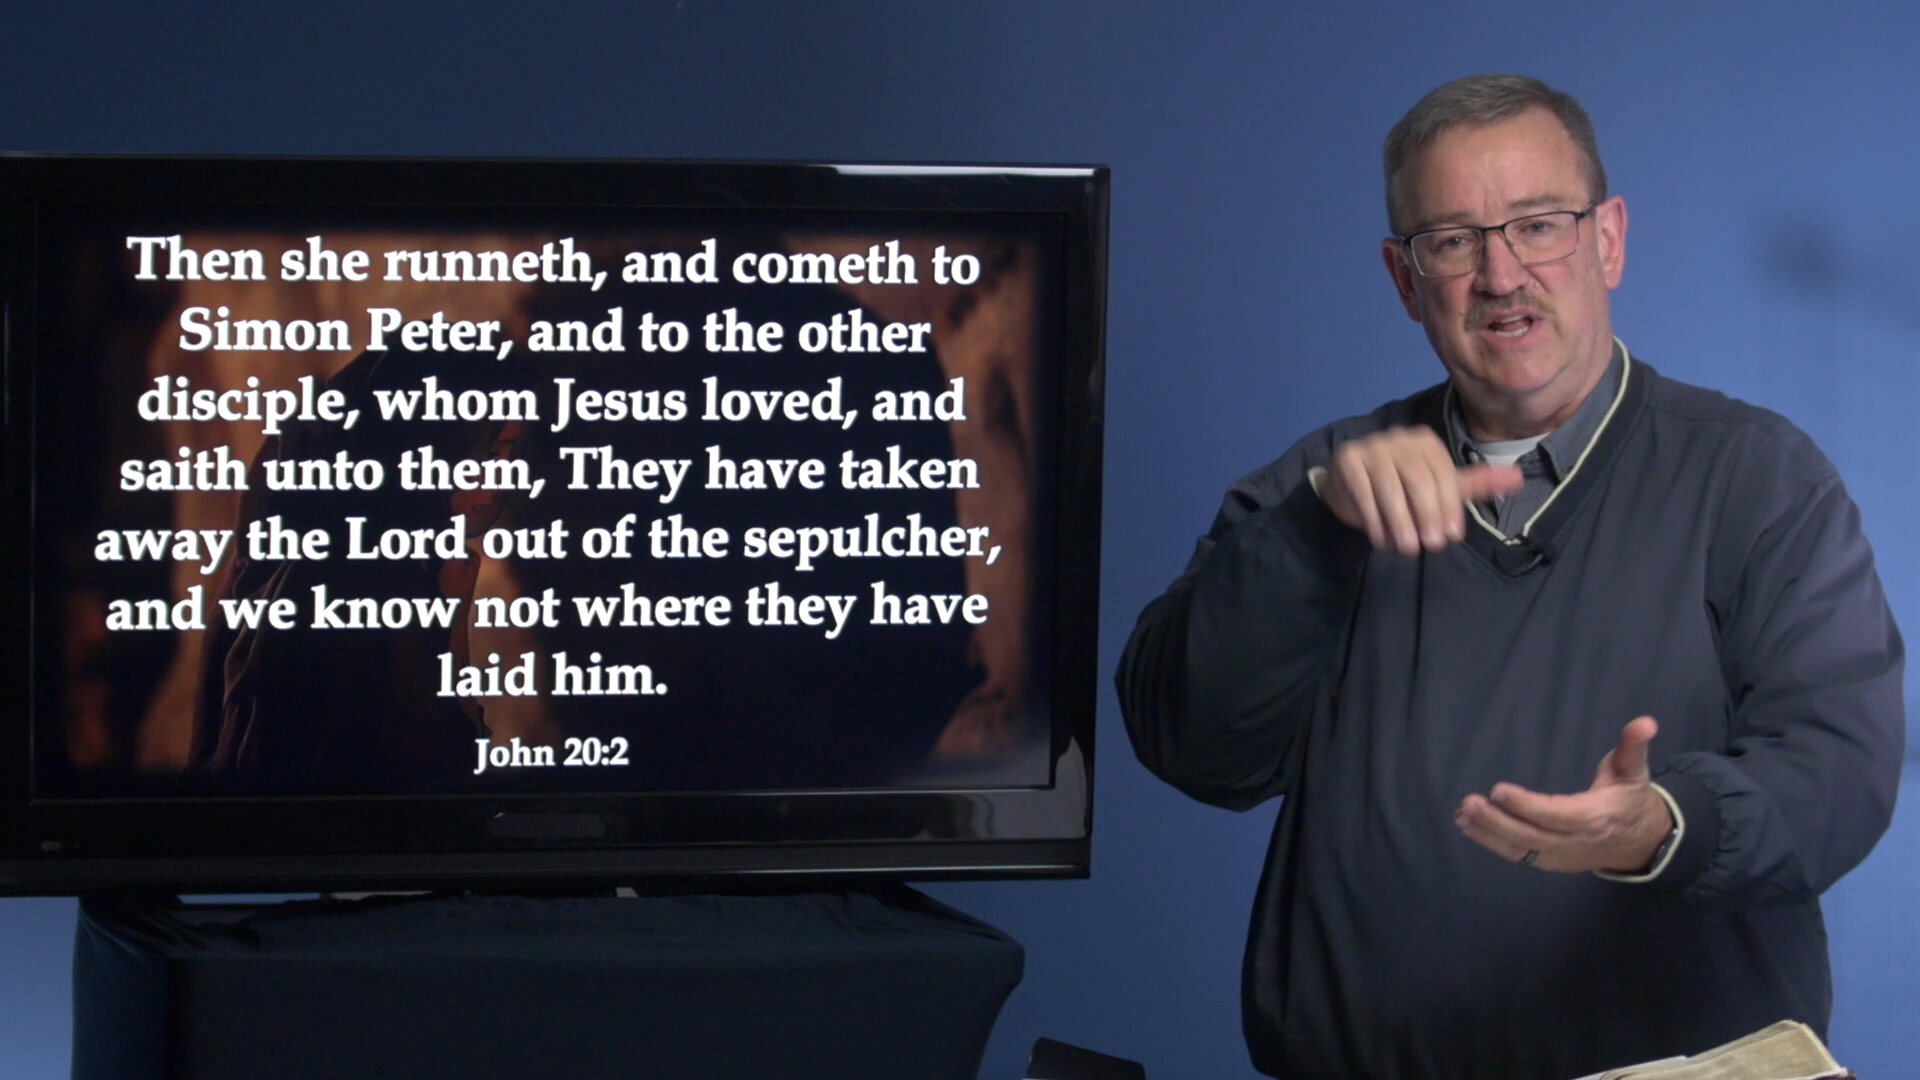 Then she runneth, and cometh to
Simon Peter, and to the other
disciple, whom Jesus loved, and
saith unto them, They have taken
away the Lord out of the sepulcher,
and we know not where they have
laid him.
John 20:2